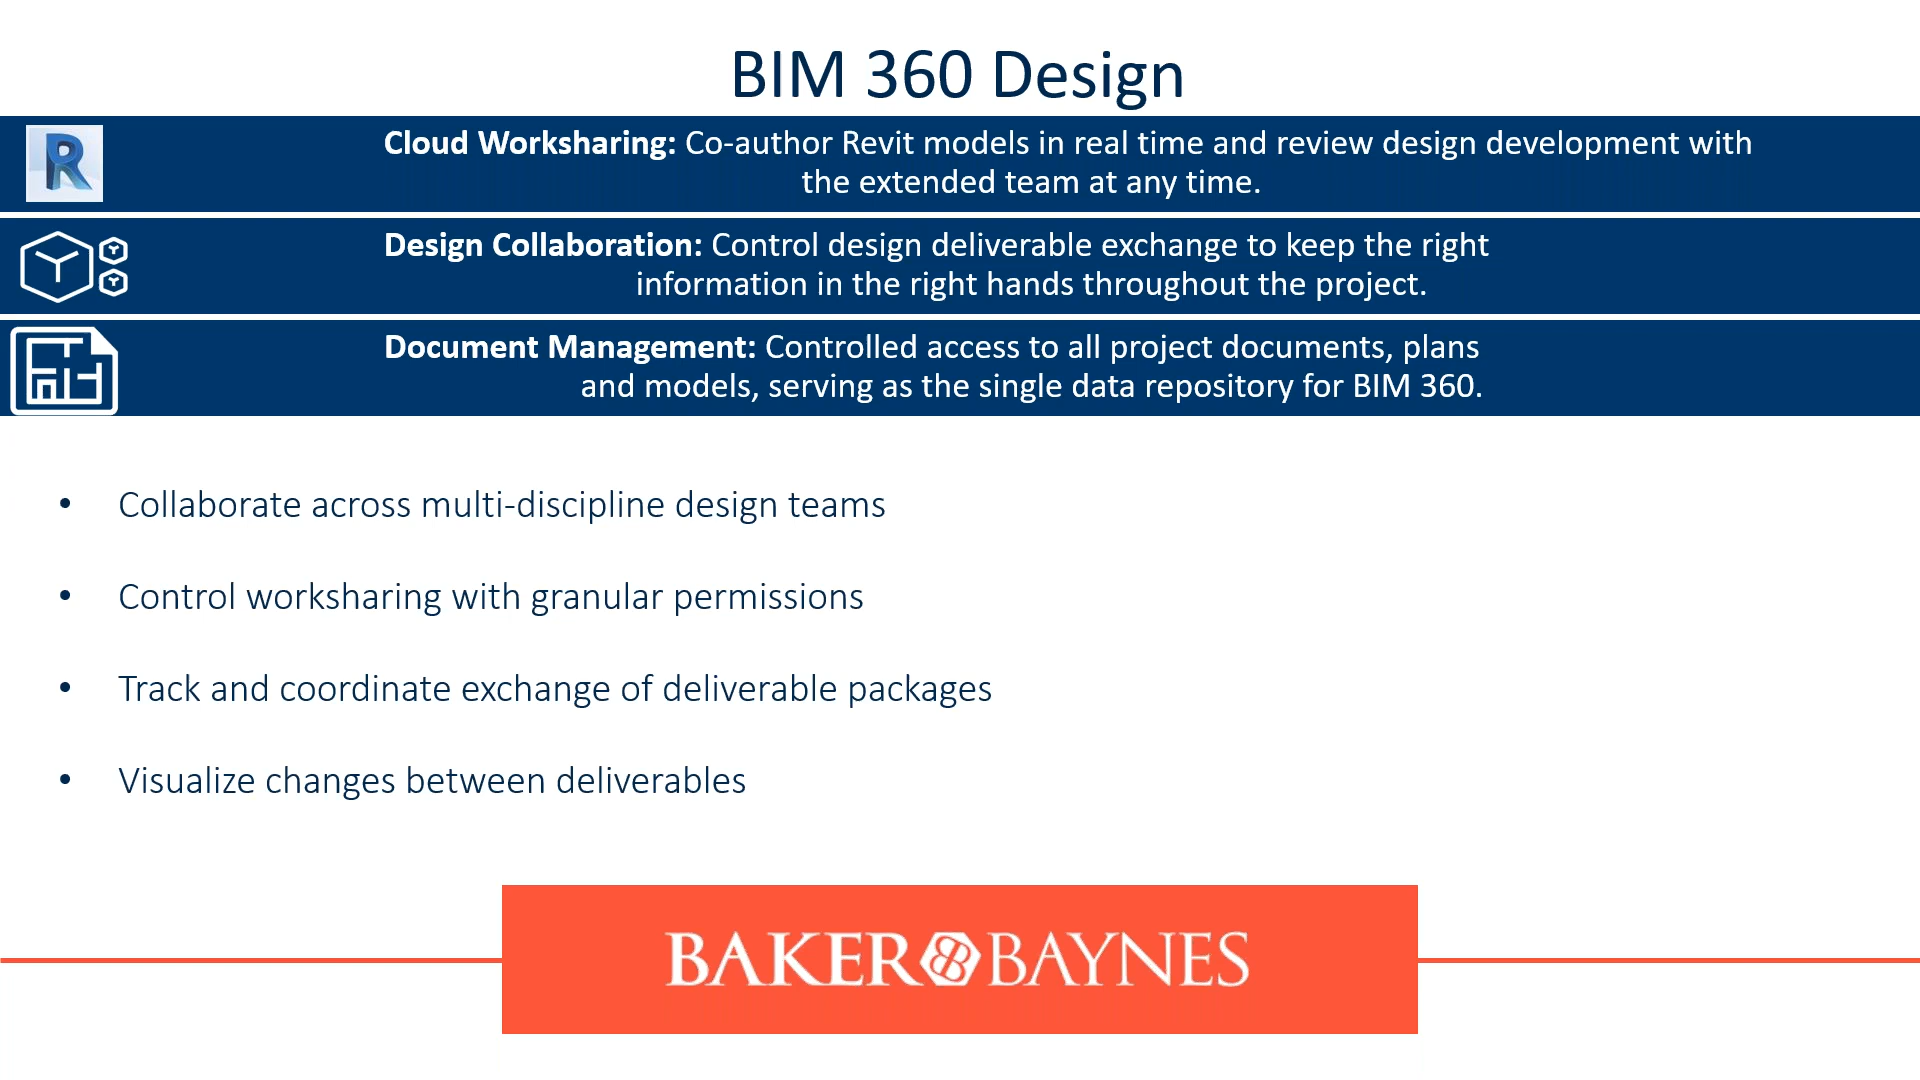 BIM 360 Design
Cloud Worksharing: Co-author Revit models in real time and review design development with
the extended team at any time.
Design Collaboration: Control design deliverable exchange to keep the right
information in the right hands throughout the project.
Document Management: Controlled access to all project documents, plans
and models, serving as the single data repository for BIM 360.
• Collaborate across multi-discipline design teams
• Control worksharing with granular permissions
• Track and coordinate exchange of deliverable packages
• Visualize changes between deliverables
BAKER BAYNES